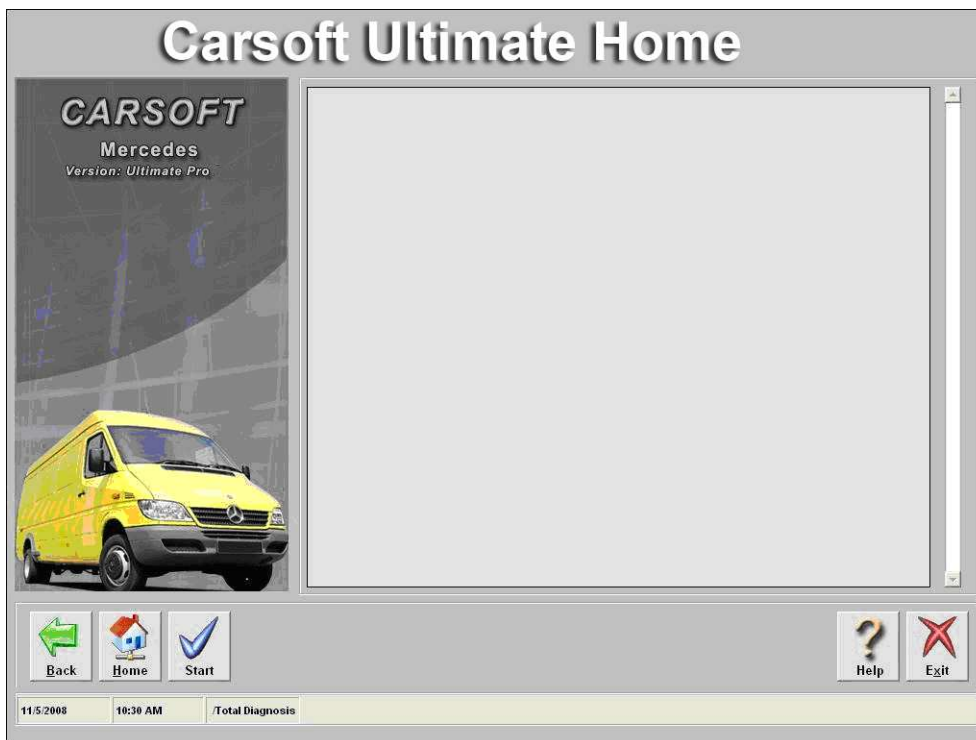 Carsoft Ultimate Home
CARSOFT
Mercedes
Version: Ultimate Pro
Back
Home
Start
Help
Exit
11/5/2008
10:30 AM
/Total Diagnosis